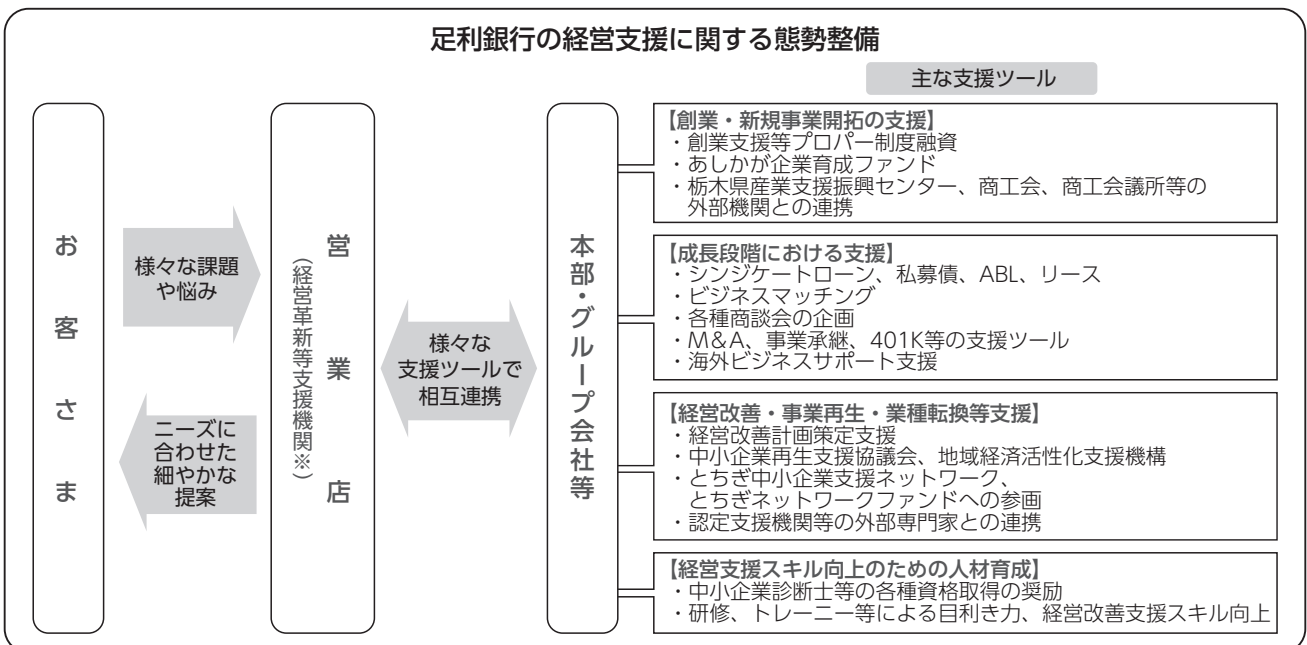 足利銀行の経営支援に関する態勢整備
主な支援ツール
お客さま
様々な課題
や悩み
ニーズに
合わせた
細やかな
提案
営業店
(経営革新等支援機関※)
様々な
支援ツールで
相互連携
本部・グループ会社等
【創業・新規事業開拓の支援】
・創業支援等プロパー制度融資
・あしかが企業育成ファンド
・栃木県産業支援振興センター、商工会、商工会議所等の
外部機関との連携
【成長段階における支援】
・シンジケートローン、私募債、ABL、リース
・ビジネスマッチング
・各種商談会の企画
・M&A、事業承継、401K等の支援ツール
・海外ビジネスサポート支援
【経営改善・事業再生・業種転換等支援】
・経営改善計画策定支援
・中小企業再生支援協議会、地域経済活性化支援機構
・とちぎ中小企業支援ネットワーク、
とちぎネットワークファンドへの参画
・認定支援機関等の外部専門家との連携
【経営支援スキル向上のための人材育成】
・中小企業診断士等の各種資格取得の奨励
・研修、トレーニー等による目利き力、経営改善支援スキル向上